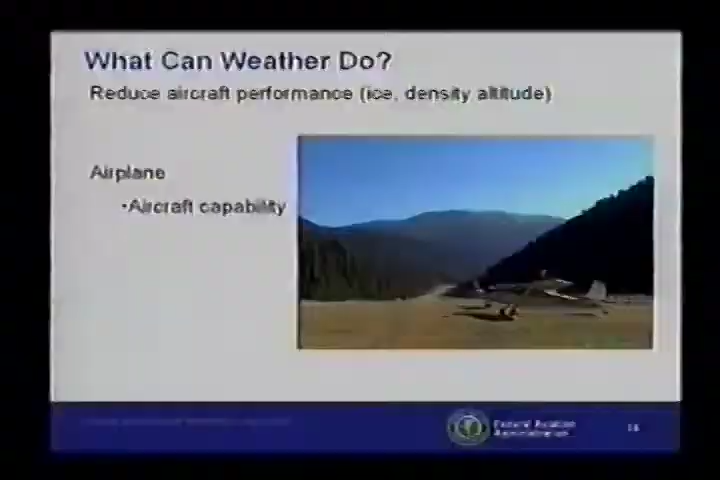 What Can Weather Do?
Reduce aircraft performance (ice, density altitude)
Airplane
•Aircraft capability
Federal Aviation
Administration